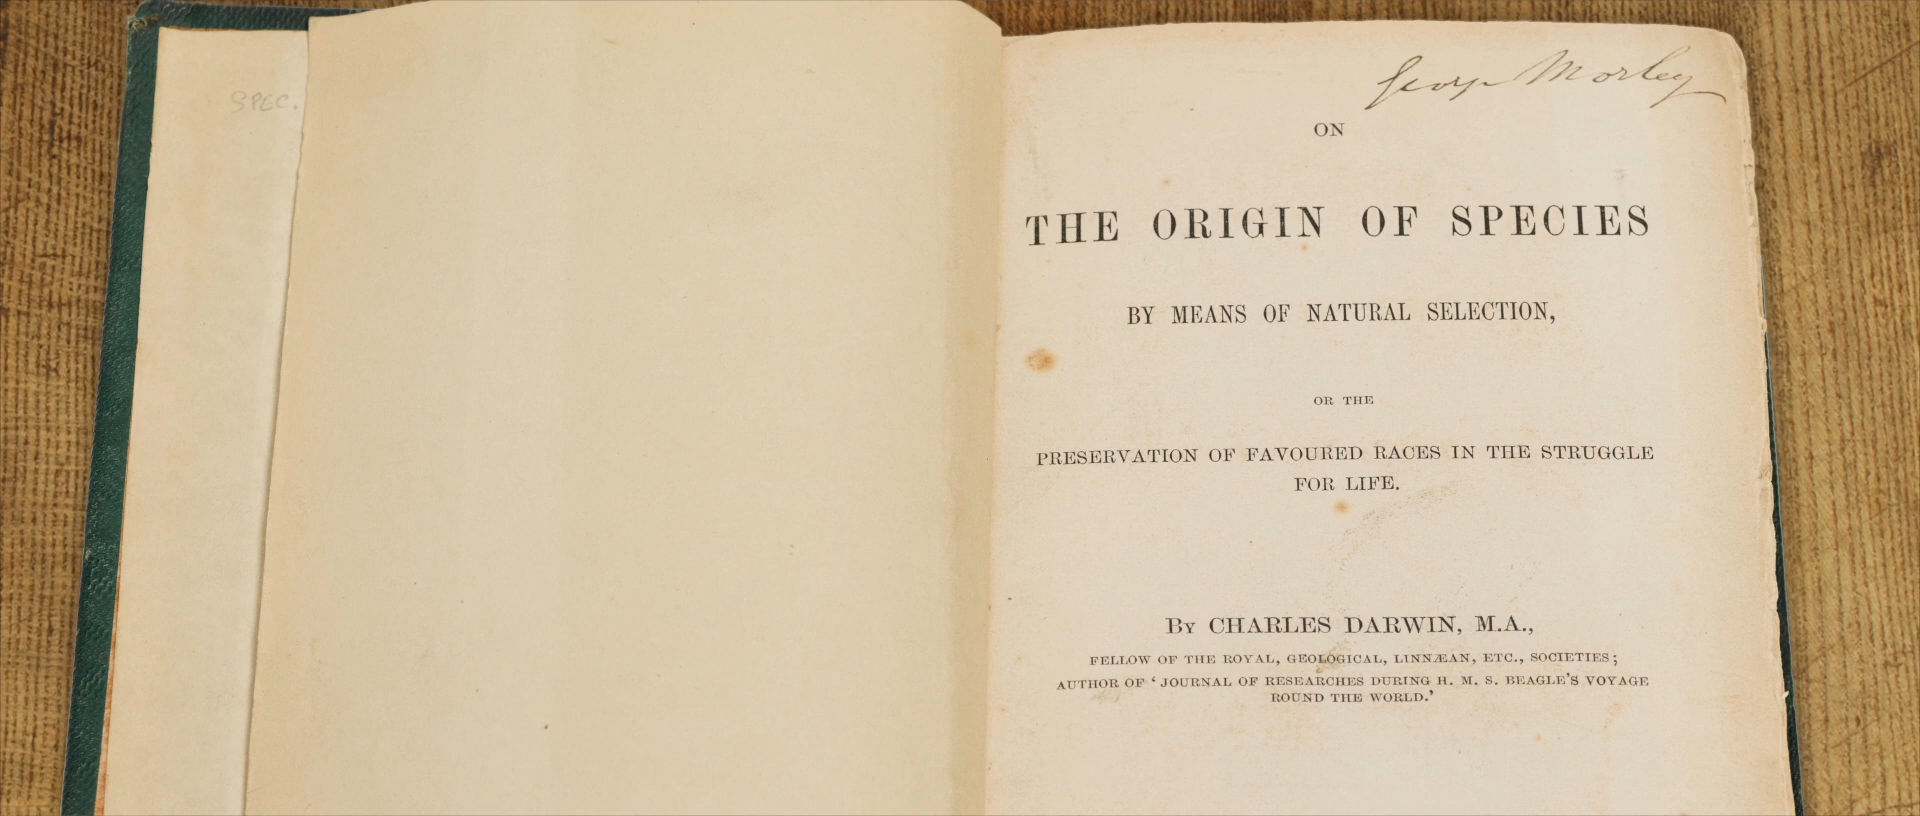 SPEC.
George Morley
ON
THE ORIGIN OF SPECIES
BY MEANS OF NATURAL SELECTION,
OR THE
PRESERVATION OF FAVOURED RACES IN THE STRUGGLE
FOR LIFE.
By CHARLES DARWIN, M.A.,
FELLOW OF THE ROYAL, GEOLOGICAL, LINNÆAN, ETC., SOCIETIES;
AUTHOR OF ‘JOURNAL OF RESEARCHES DURING H. M. S. BEAGLE’S VOYAGE
ROUND THE WORLD.’